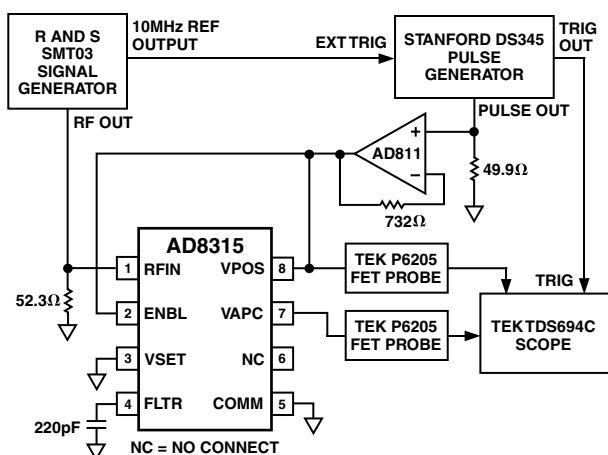 R AND S
SMT03
SIGNAL
GENERATOR
10MHz REF
OUTPUT
EXT TRIG
STANFORD DS345
PULSE
GENERATOR
TRIG
OUT
RF OUT
PULSE OUT
+
AD811
–
49.9Ω
732Ω
AD8315
1 RFIN VPOS 8
52.3Ω
2 ENBL VAPC 7
3 VSET NC 6
4 FLTR COMM 5
220pF
NC = NO CONNECT
TEK P6205
FET PROBE
TEK P6205
FET PROBE
TRIG
TEK TDS694C
SCOPE